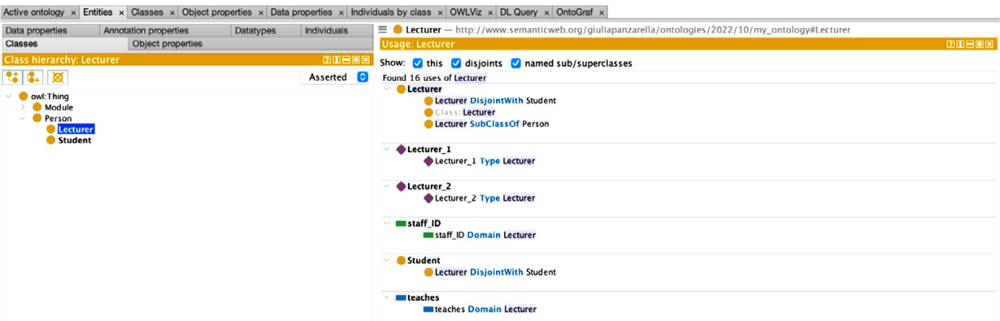 Active ontology × Entities × Classes × Object properties × Data properties × Individuals by class × OWLViz × DL Query × OntoGraf ×
Data properties Annotation properties Datatypes Individuals
Classes Object properties
Class hierarchy: Lecturer
Asserted
owl:Thing
Module
Person
Lecturer
Student
Lecturer — http://www.semanticweb.org/giuliapanzarella/ontologies/2022/10/my_ontology#Lecturer
Usage: Lecturer
Show: this disjoints named sub/superclasses
Found 16 uses of Lecturer
Lecturer
Lecturer DisjointWith Student
Class: Lecturer
Lecturer SubClassOf Person
Lecturer_1
Lecturer_1 Type Lecturer
Lecturer_2
Lecturer_2 Type Lecturer
staff_ID
staff_ID Domain Lecturer
Student
Lecturer DisjointWith Student
teaches
teaches Domain Lecturer